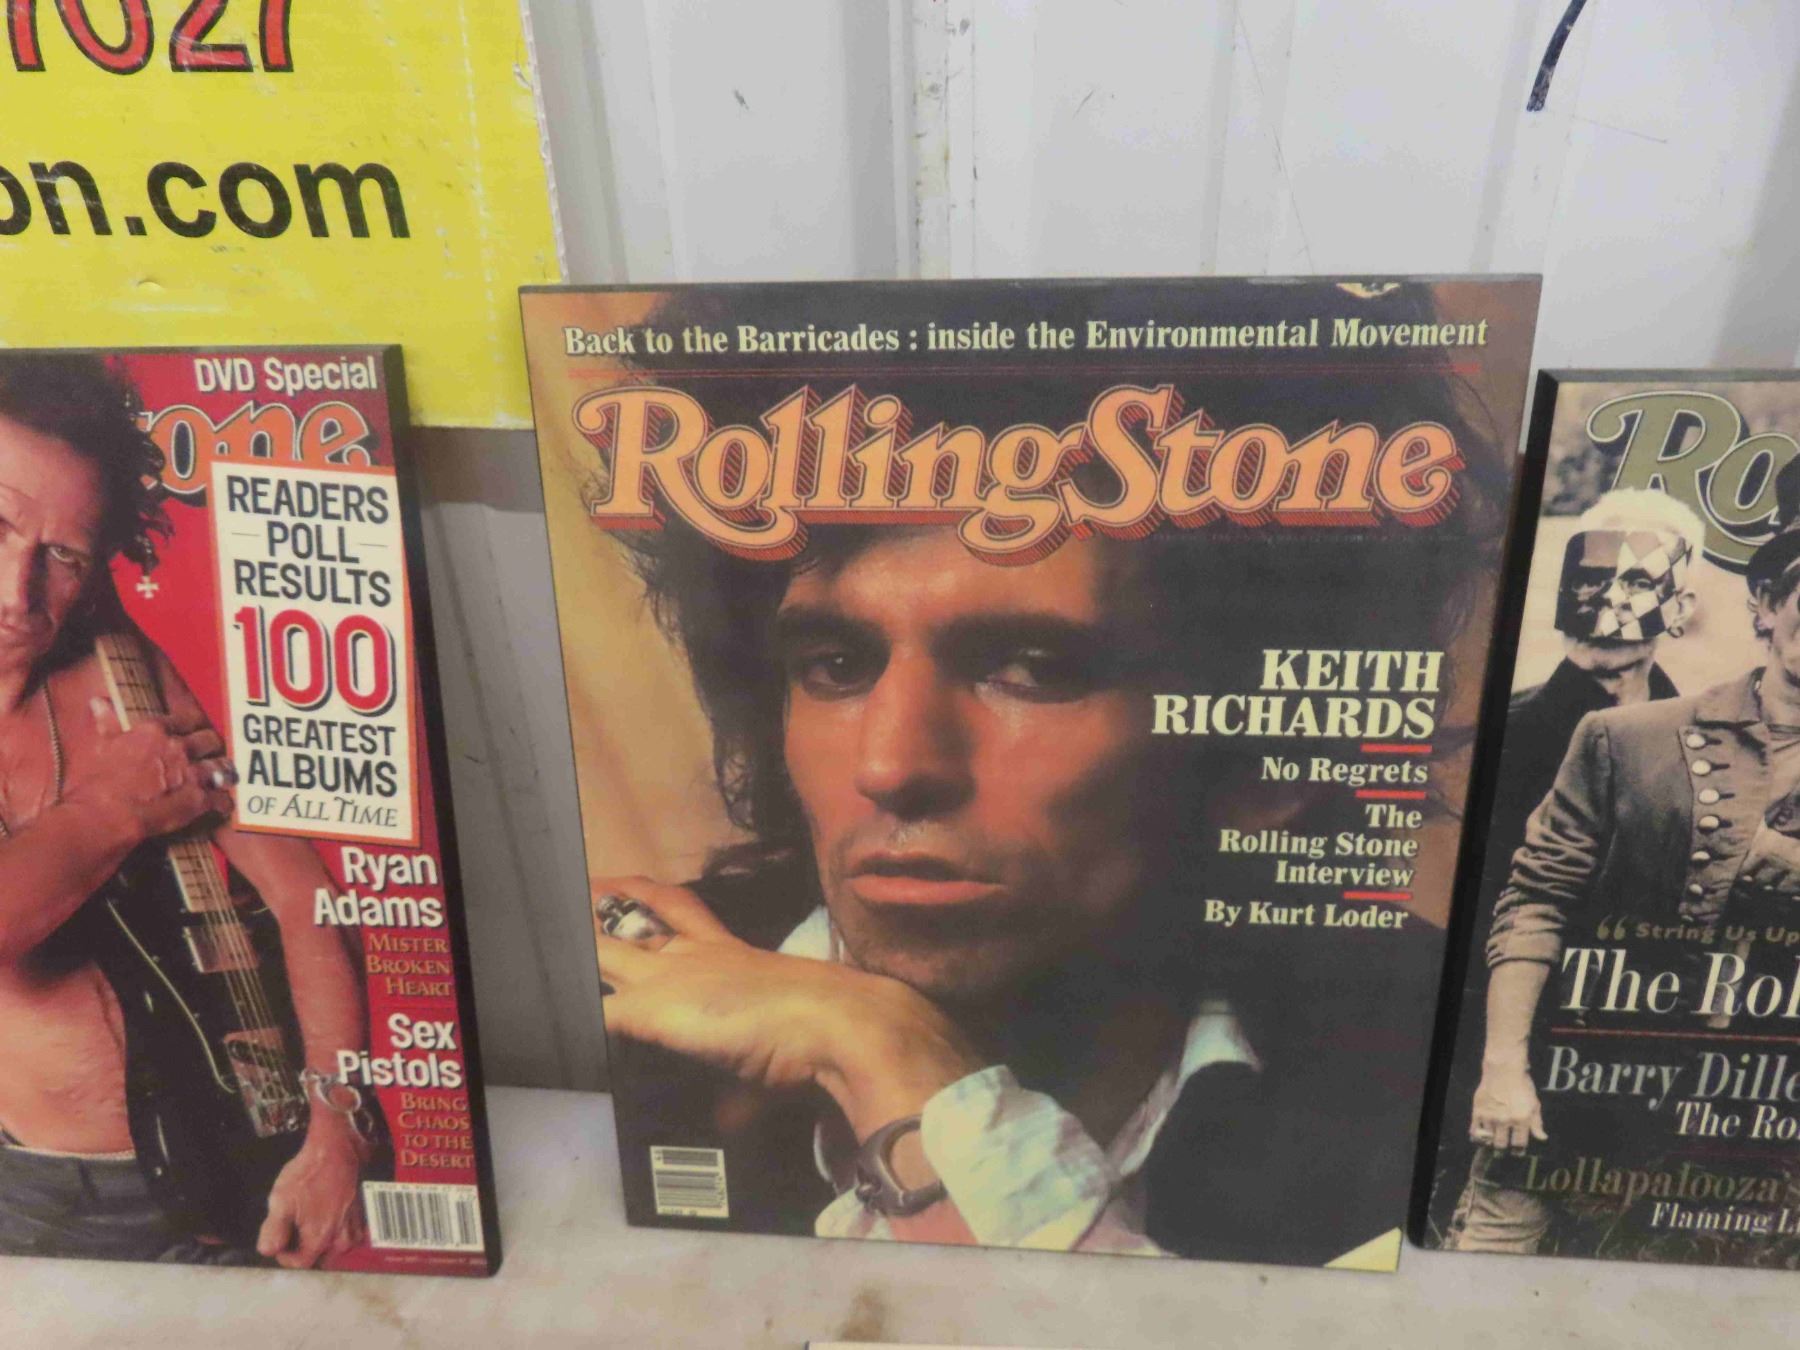 7027
on.com
DVD Special
one
READERS
POLL
RESULTS
100
GREATEST
ALBUMS
OF ALL TIME
Ryan
Adams
MISTER
BROKEN
HEART
Sex
Pistols
BRING
CHAOS
TO THE
DESERT
Back to the Barricades : inside the Environmental Movement
RollingStone
KEITH
RICHARDS
No Regrets
The
Rolling Stone
Interview
By Kurt Loder
Ro
“ String Us Up
The Rol
Barry Dille
The Ro
Lollapalooza's
Flaming L